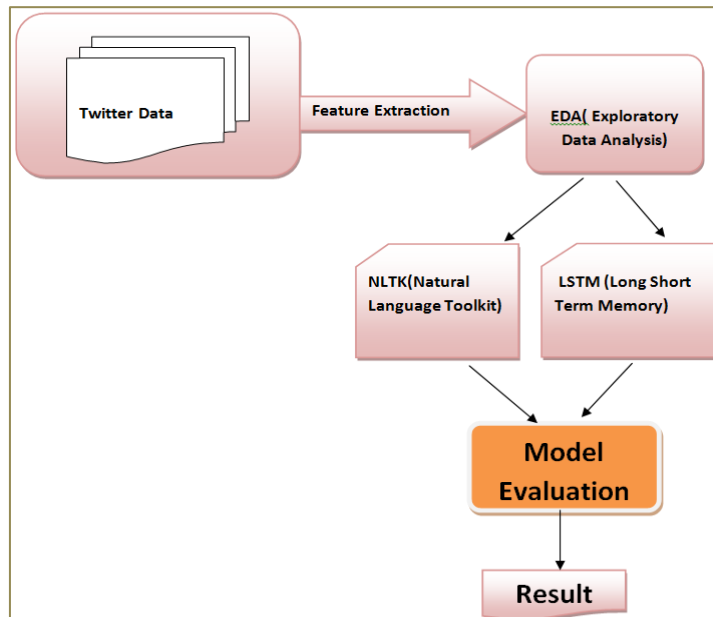 Twitter Data
Feature Extraction
EDA( Exploratory
Data Analysis)
NLTK(Natural
Language Toolkit)
LSTM (Long Short
Term Memory)
Model
Evaluation
Result